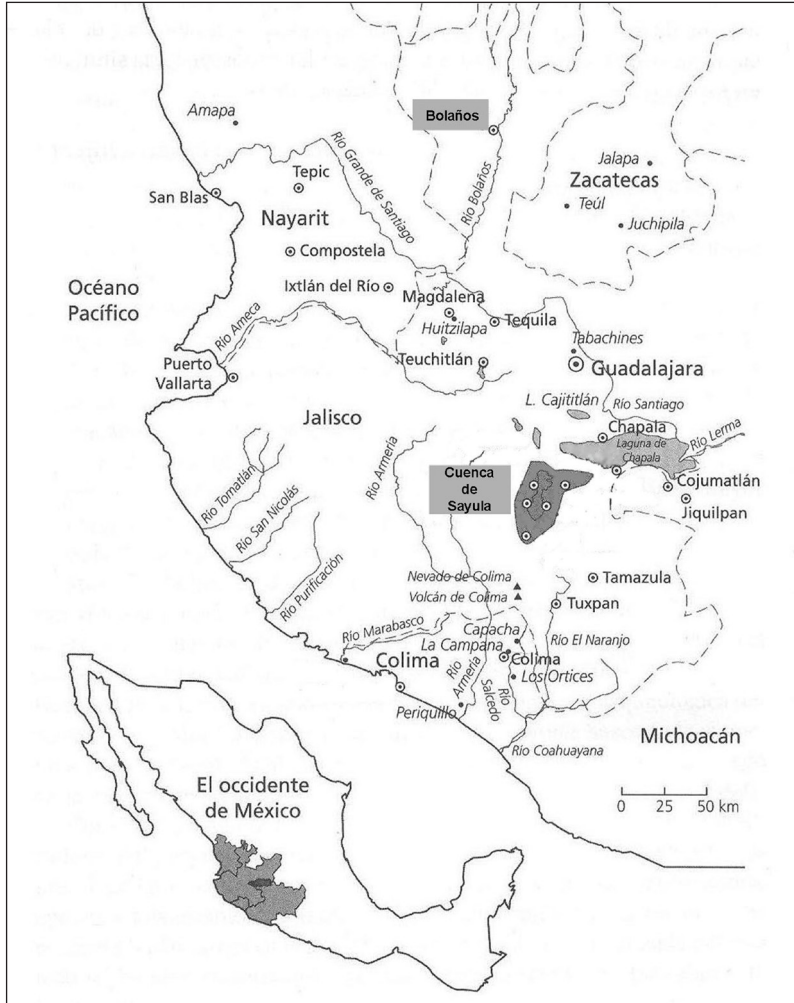 Amapa
Bolaños
Río Grande de Santiago
Río Bolaños
Jalapa
Zacatecas
Teúl
Juchipila
Tepic
San Blas
Nayarit
Compostela
Ixtlán del Río
Océano
Pacífico
Magdalena
Huitzilapa
Tequila
Río Ameca
Tabachines
Teuchitlán
Guadalajara
Puerto
Vallarta
L. Cajititlán
Río Santiago
Jalisco
Chapala
Laguna de
Chapala
Río Lerma
Río Armería
Cuenca
de
Sayula
Cojumatlán
Jiquilpan
Río Tomatlán
Río San Nicolás
Río Purificación
Nevado de Colima
Volcán de Colima
Tamazula
Tuxpan
Río Marabasco
Capacha
La Campana
Río El Naranjo
Colima
Colima
Los Ortices
Río
Armería
Río
Salcedo
Periquillo
Río Coahuayana
Michoacán
El occidente
de México
0 25 50 km